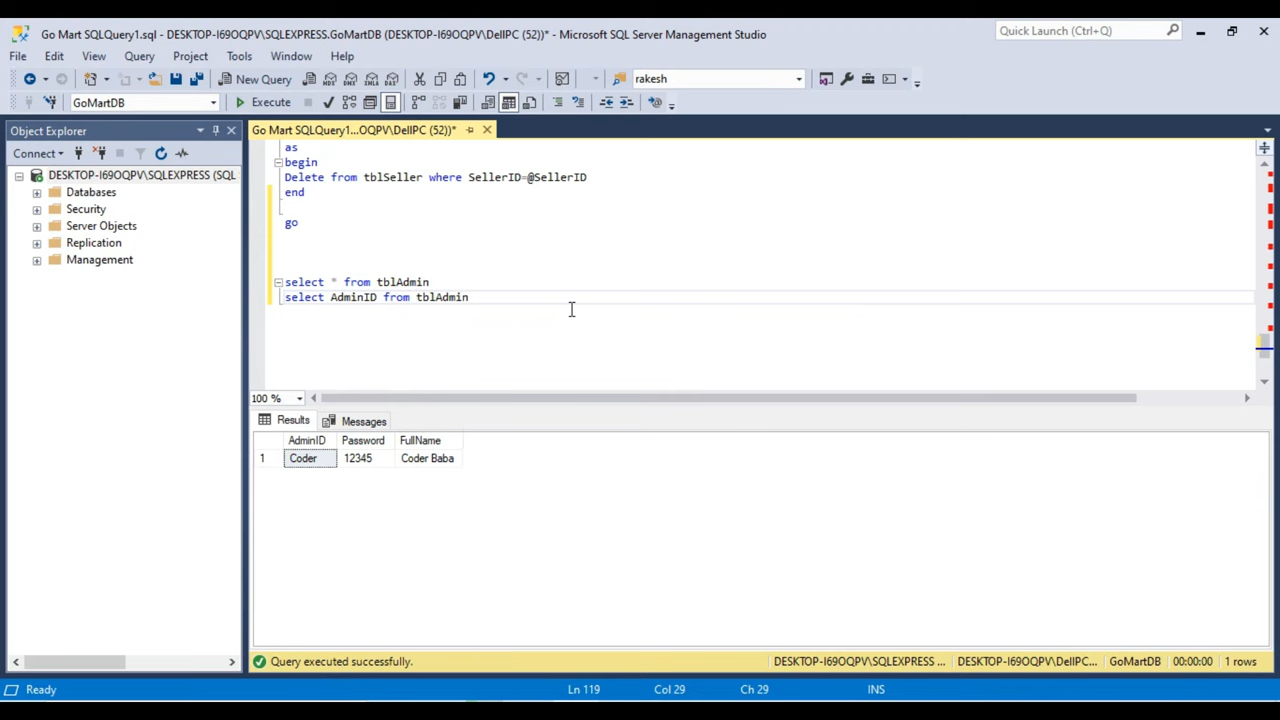 Go Mart SQLQuery1.sql - DESKTOP-I69OQPV\SQLEXPRESS.GoMartDB (DESKTOP-I69OQPV\DellPC (52))* - Microsoft SQL Server Management Studio
Quick Launch (Ctrl+Q)
File Edit View Query Project Tools Window Help
New Query
MDX DMX XMLA DAX
rakesh
GoMartDB
Execute
Object Explorer
Go Mart SQLQuery1...OQPV\DellPC (52))*
Connect
DESKTOP-I69OQPV\SQLEXPRESS (SQL
Databases
Security
Server Objects
Replication
Management
as
begin
Delete from tblSeller where SellerID=@SellerID
end
go
select * from tblAdmin
select AdminID from tblAdmin
100 %
Results Messages
AdminID Password FullName
1 Coder 12345 Coder Baba
Query executed successfully.
DESKTOP-I69OQPV\SQLEXPRESS ... DESKTOP-I69OQPV\DellPC... GoMartDB 00:00:00 1 rows
Ready Ln 119 Col 29 Ch 29 INS